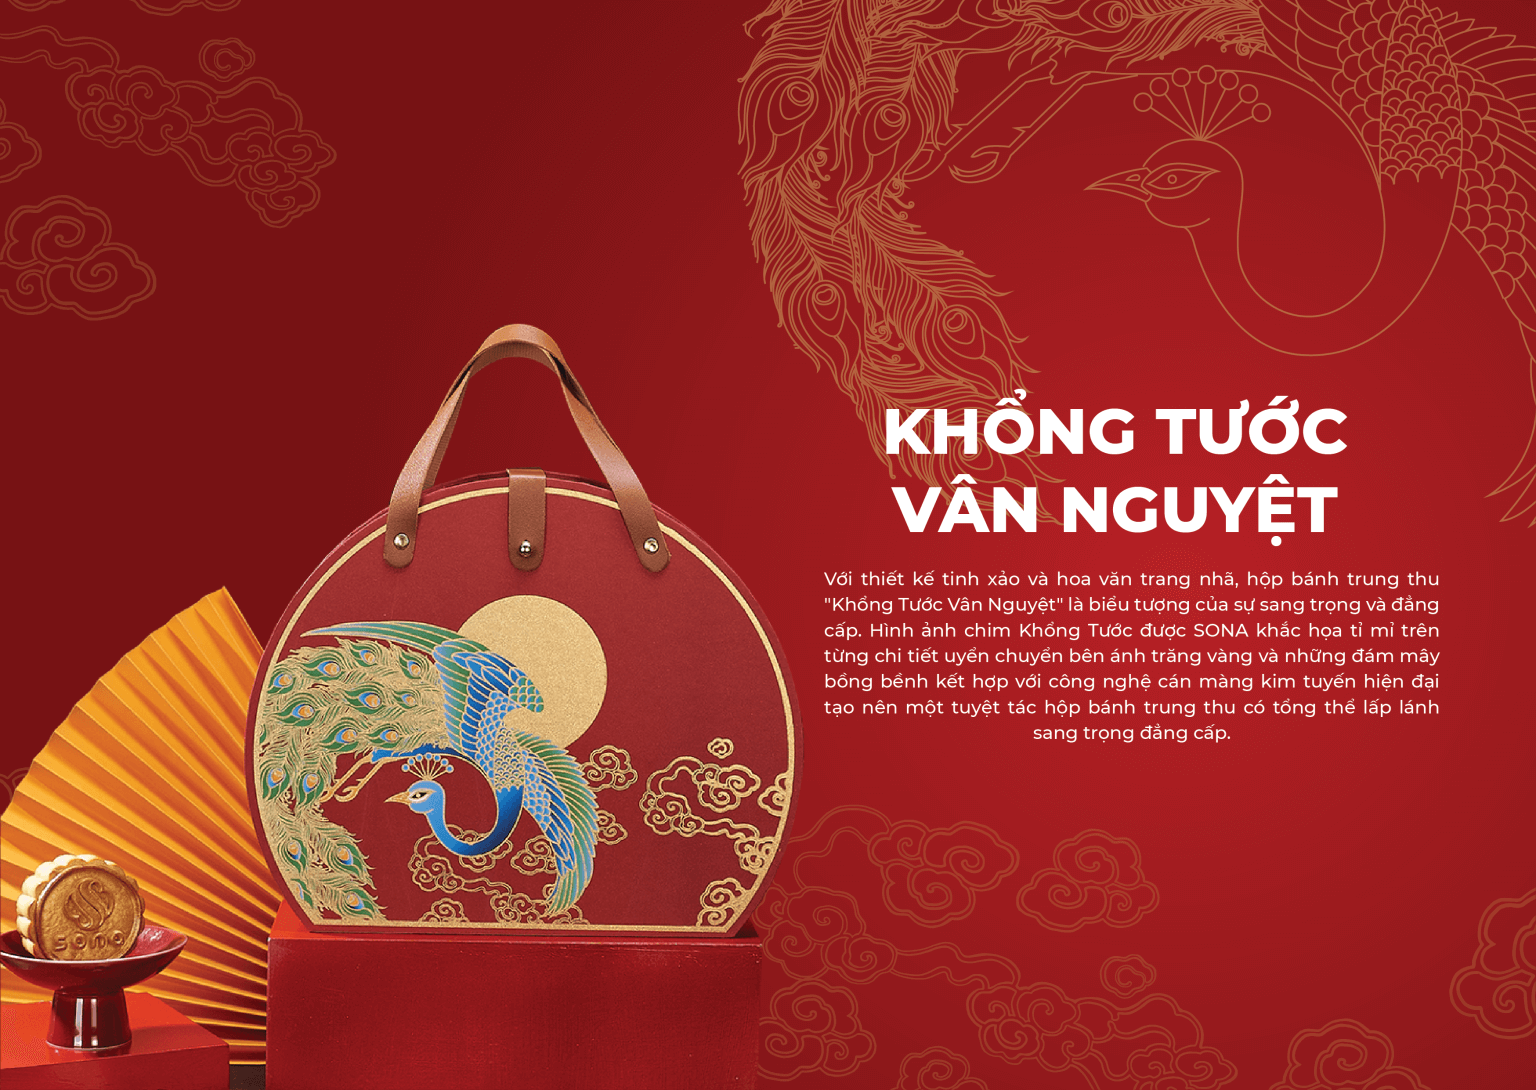 KHỔNG TƯỚC
VÂN NGUYỆT
Với thiết kế tinh xảo và hoa văn trang nhã, hộp bánh trung thu
"Khổng Tước Vân Nguyệt" là biểu tượng của sự sang trọng và đẳng
cấp. Hình ảnh chim Khổng Tước được SONA khắc họa tỉ mỉ trên
từng chi tiết uyển chuyển bên ánh trăng vàng và những đám mây
bồng bềnh kết hợp với công nghệ cán màng kim tuyến hiện đại
tạo nên một tuyệt tác hộp bánh trung thu có tổng thể lấp lánh
sang trọng đẳng cấp.
sona